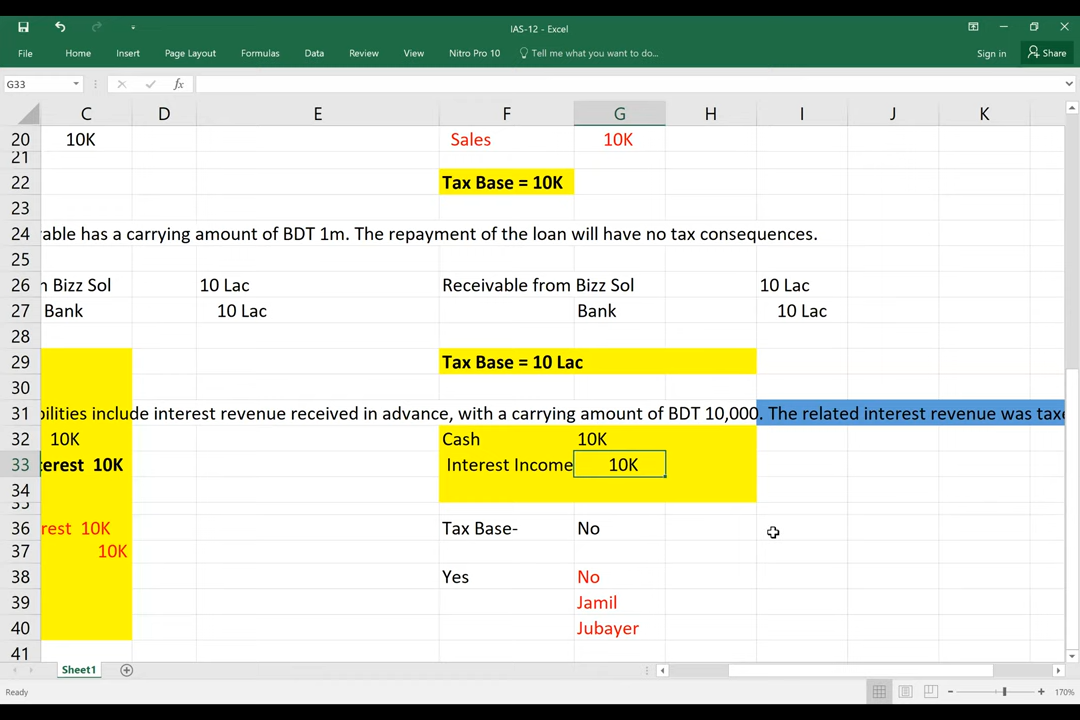 IAS-12 - Excel
File Home Insert Page Layout Formulas Data Review View Nitro Pro 10 Tell me what you want to do... Sign in Share
G33 fx
C D E F G H I J K
20 10K Sales 10K
21
22 Tax Base = 10K
23
24 able has a carrying amount of BDT 1m. The repayment of the loan will have no tax consequences.
25
26 Bizz Sol 10 Lac Receivable from Bizz Sol 10 Lac
27 Bank 10 Lac Bank 10 Lac
28
29 Tax Base = 10 Lac
30
31 bilities include interest revenue received in advance, with a carrying amount of BDT 10,000. The related interest revenue was taxe
32 10K Cash 10K
33 terest 10K Interest Income 10K
34
35
36 rest 10K Tax Base- No
37 10K
38 Yes No
39 Jamil
40 Jubayer
41
Sheet1
Ready 170%